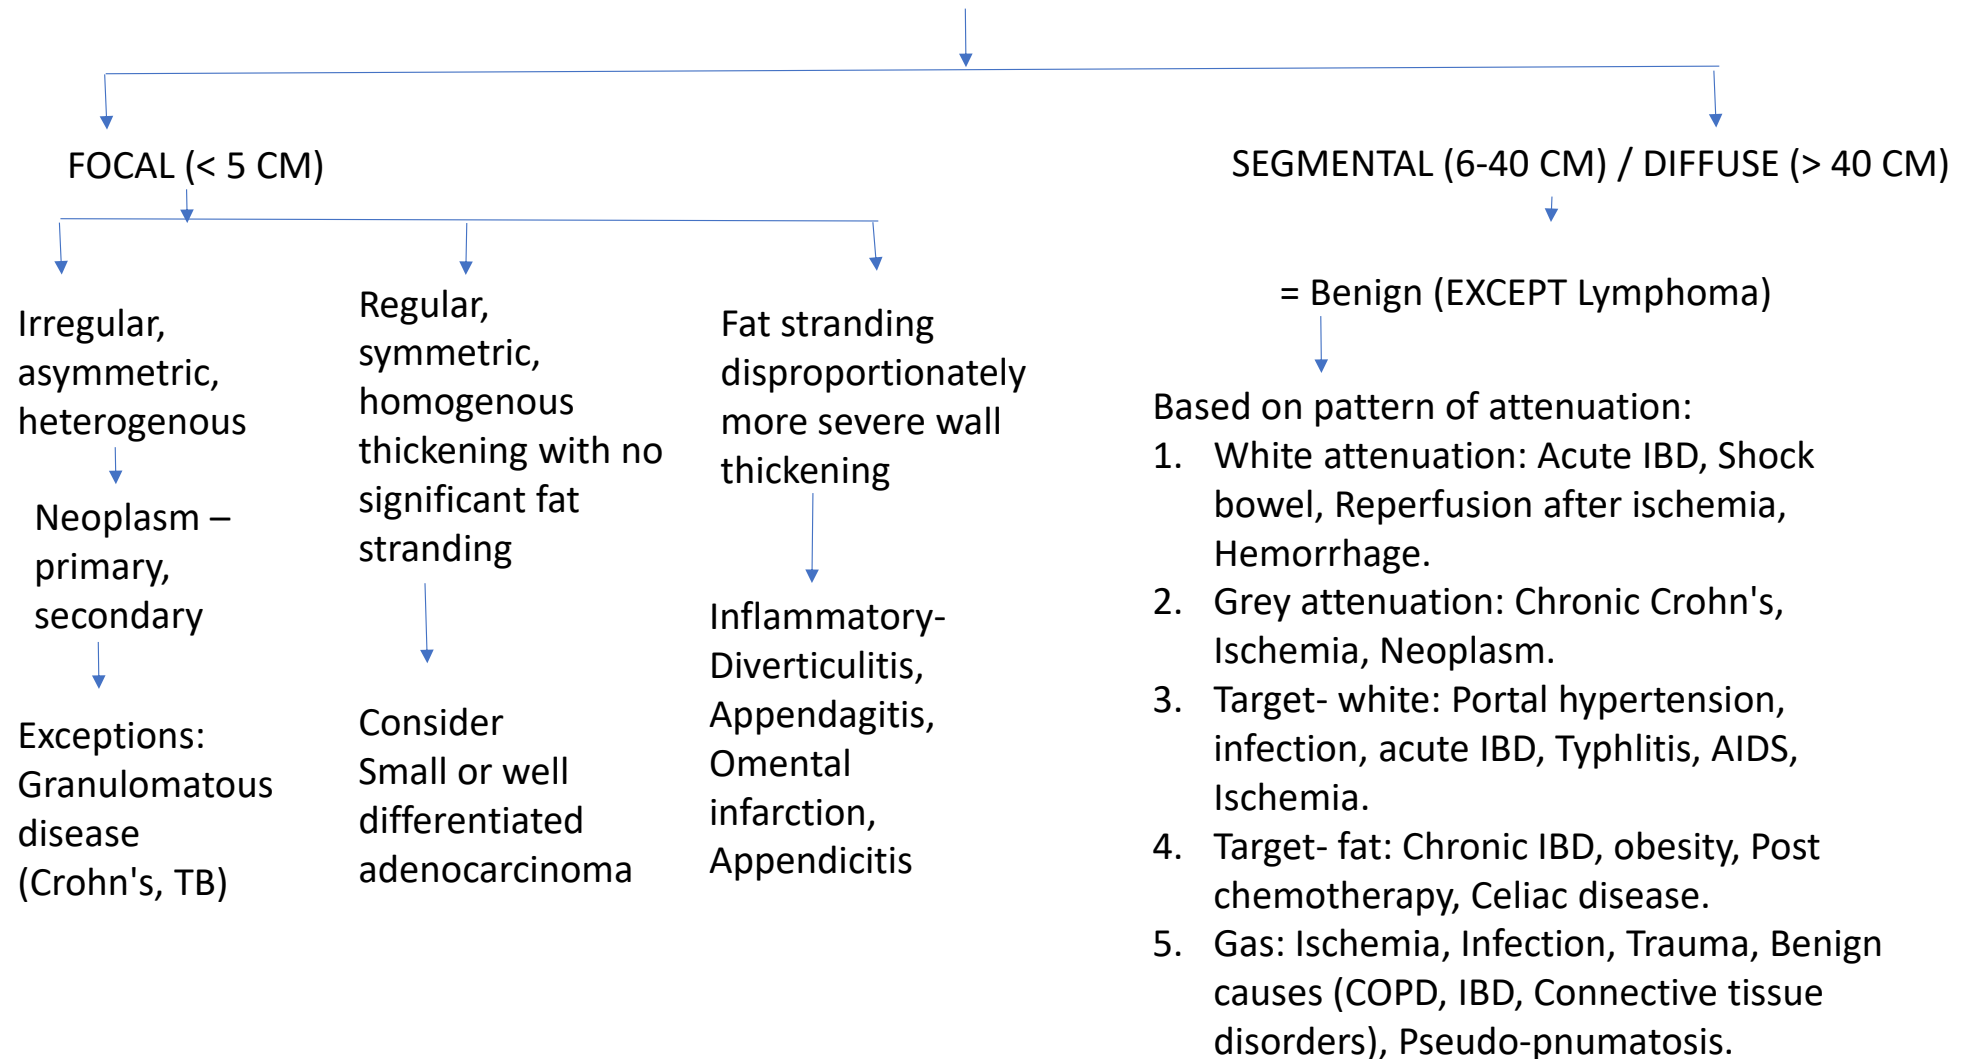 FOCAL (< 5 CM)
SEGMENTAL (6-40 CM) / DIFFUSE (> 40 CM)
Irregular,
asymmetric,
heterogenous
Neoplasm –
primary,
secondary
Exceptions:
Granulomatous
disease
(Crohn's, TB)
Regular,
symmetric,
homogenous
thickening with no
significant fat
stranding
Consider
Small or well
differentiated
adenocarcinoma
Fat stranding
disproportionately
more severe wall
thickening
Inflammatory-
Diverticulitis,
Appendagitis,
Omental
infarction,
Appendicitis
= Benign (EXCEPT Lymphoma)
Based on pattern of attenuation:
1. White attenuation: Acute IBD, Shock
bowel, Reperfusion after ischemia,
Hemorrhage.
2. Grey attenuation: Chronic Crohn's,
Ischemia, Neoplasm.
3. Target- white: Portal hypertension,
infection, acute IBD, Typhlitis, AIDS,
Ischemia.
4. Target- fat: Chronic IBD, obesity, Post
chemotherapy, Celiac disease.
5. Gas: Ischemia, Infection, Trauma, Benign
causes (COPD, IBD, Connective tissue
disorders), Pseudo-pnumatosis.